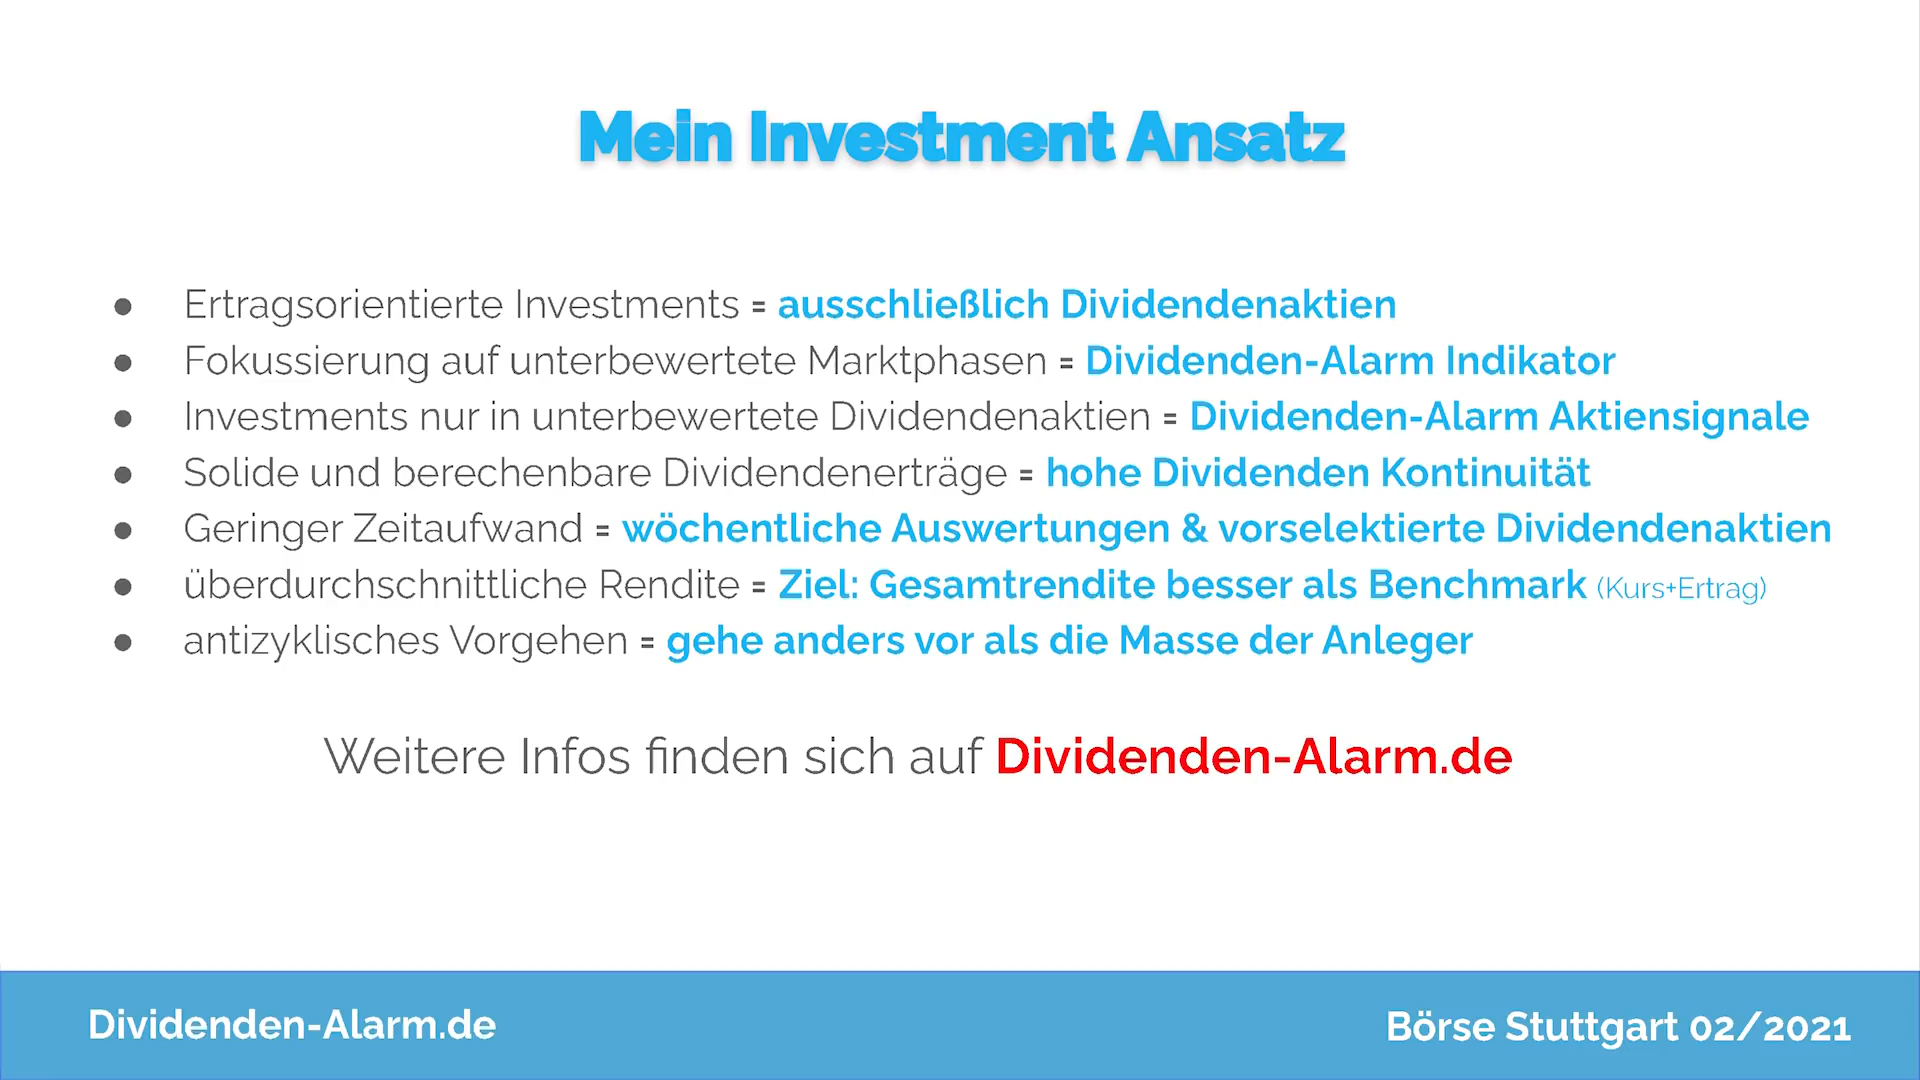 Mein Investment Ansatz
● Ertragsorientierte Investments = ausschließlich Dividendenaktien
● Fokussierung auf unterbewertete Marktphasen = Dividenden-Alarm Indikator
● Investments nur in unterbewertete Dividendenaktien = Dividenden-Alarm Aktiensignale
● Solide und berechenbare Dividendenerträge = hohe Dividenden Kontinuität
● Geringer Zeitaufwand = wöchentliche Auswertungen & vorselektierte Dividendenaktien
● überdurchschnittliche Rendite = Ziel: Gesamtrendite besser als Benchmark (Kurs+Ertrag)
● antizyklisches Vorgehen = gehe anders vor als die Masse der Anleger
Weitere Infos finden sich auf Dividenden-Alarm.de
Dividenden-Alarm.de
Börse Stuttgart 02/2021